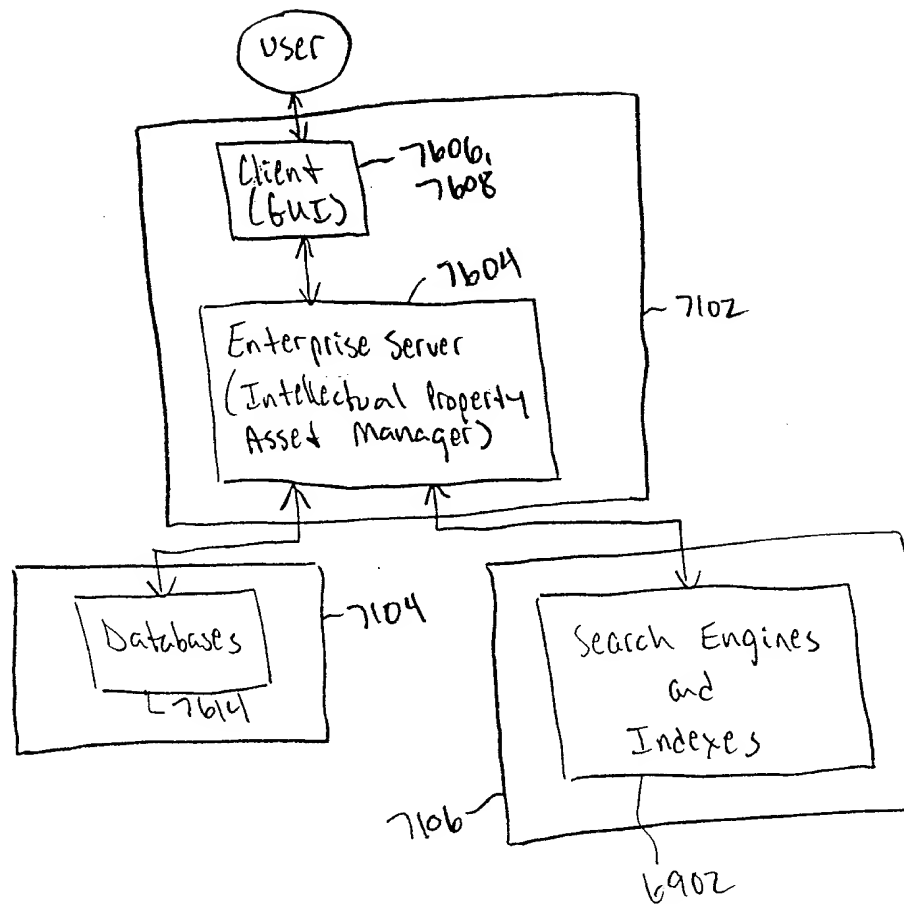 user
Client
(GUI)
7606,
7608
7604
7102
Enterprise Server
(Intellectual Property
Asset Manager)
Databases
7104
7614
Search Engines
and
Indexes
7106
6902